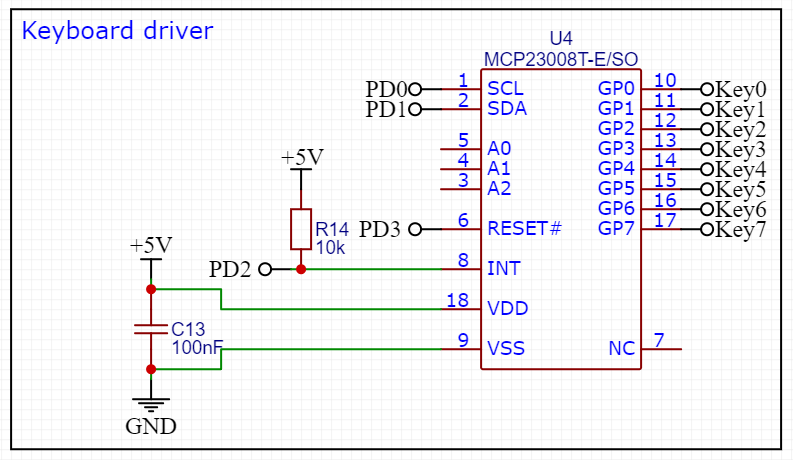 Keyboard driver
U4
MCP23008T-E/SO
PD0 1 SCL GP0 10 Key0
PD1 2 SDA GP1 11 Key1
GP2 12 Key2
5 A0 GP3 13 Key3
4 A1 GP4 14 Key4
3 A2 GP5 15 Key5
GP6 16 Key6
PD3 6 RESET# GP7 17 Key7
+5V
R14
10k
PD2 8 INT
+5V
18 VDD
C13
100nF
9 VSS NC 7
GND